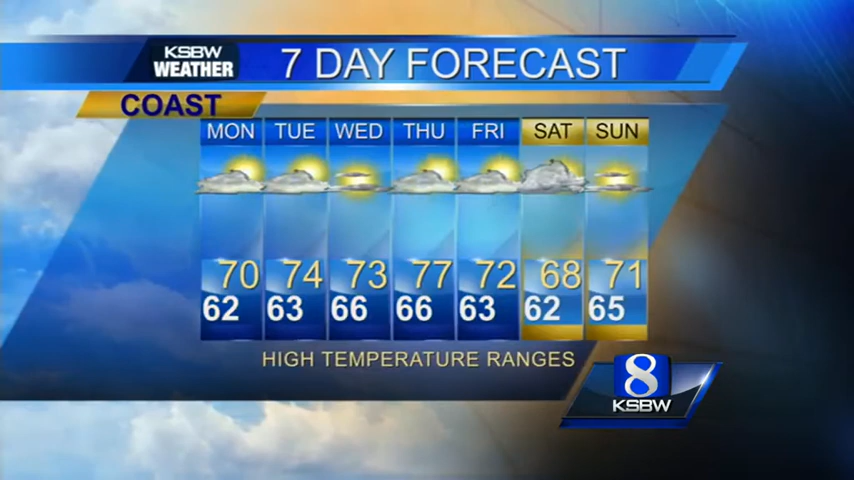 KSBW
WEATHER
7 DAY FORECAST
COAST
MON TUE WED THU FRI SAT SUN
70 74 73 77 72 68 71
62 63 66 66 63 62 65
HIGH TEMPERATURE RANGES
8
KSBW